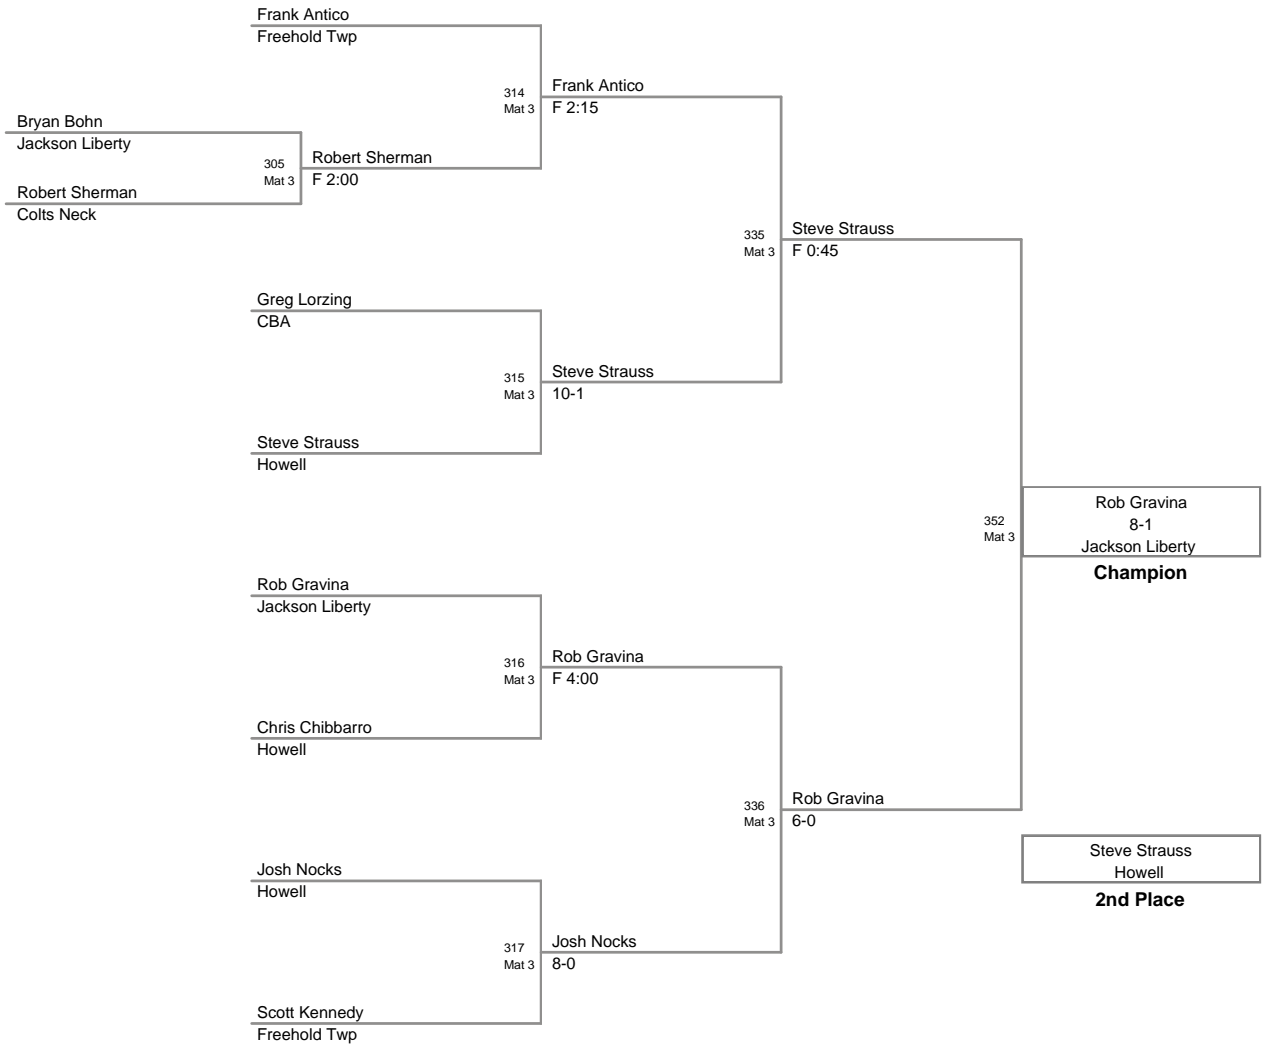 Frank Antico
Freehold Twp
314
Mat 3
Frank Antico
F 2:15
Bryan Bohn
Jackson Liberty
305
Mat 3
Robert Sherman
F 2:00
Robert Sherman
Colts Neck
335
Mat 3
Steve Strauss
F 0:45
Greg Lorzing
CBA
315
Mat 3
Steve Strauss
10-1
Steve Strauss
Howell
352
Mat 3
Rob Gravina
8-1
Jackson Liberty
Champion
Rob Gravina
Jackson Liberty
316
Mat 3
Rob Gravina
F 4:00
Chris Chibbarro
Howell
336
Mat 3
Rob Gravina
6-0
Steve Strauss
Howell
2nd Place
Josh Nocks
Howell
317
Mat 3
Josh Nocks
8-0
Scott Kennedy
Freehold Twp